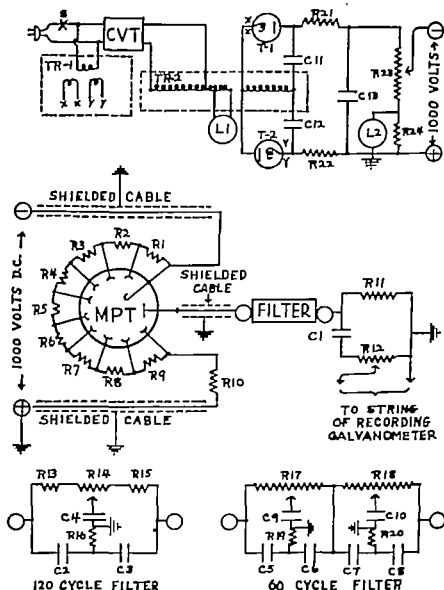 S
CVT
TR-1
X X Y Y
TR-2
L1
X
X
T-1
C11
C12
T-2
Y
Y
R21
R22
C13
R23
L2
R24
1000 VOLTS
SHIELDED CABLE
1000 VOLTS D.C.
R1
R2
R3
R4
R5
R6
R7
R8
R9
R10
MPT
SHIELDED
CABLE
FILTER
R11
C1
R12
TO STRING
OF RECORDING
GALVANOMETER
SHIELDED CABLE
R13 R14 R15
C4
R16
C2 C3
120 CYCLE FILTER
R17 R18
C9 C10
R19 R20
C5 C6 C7 C8
60 CYCLE FILTER